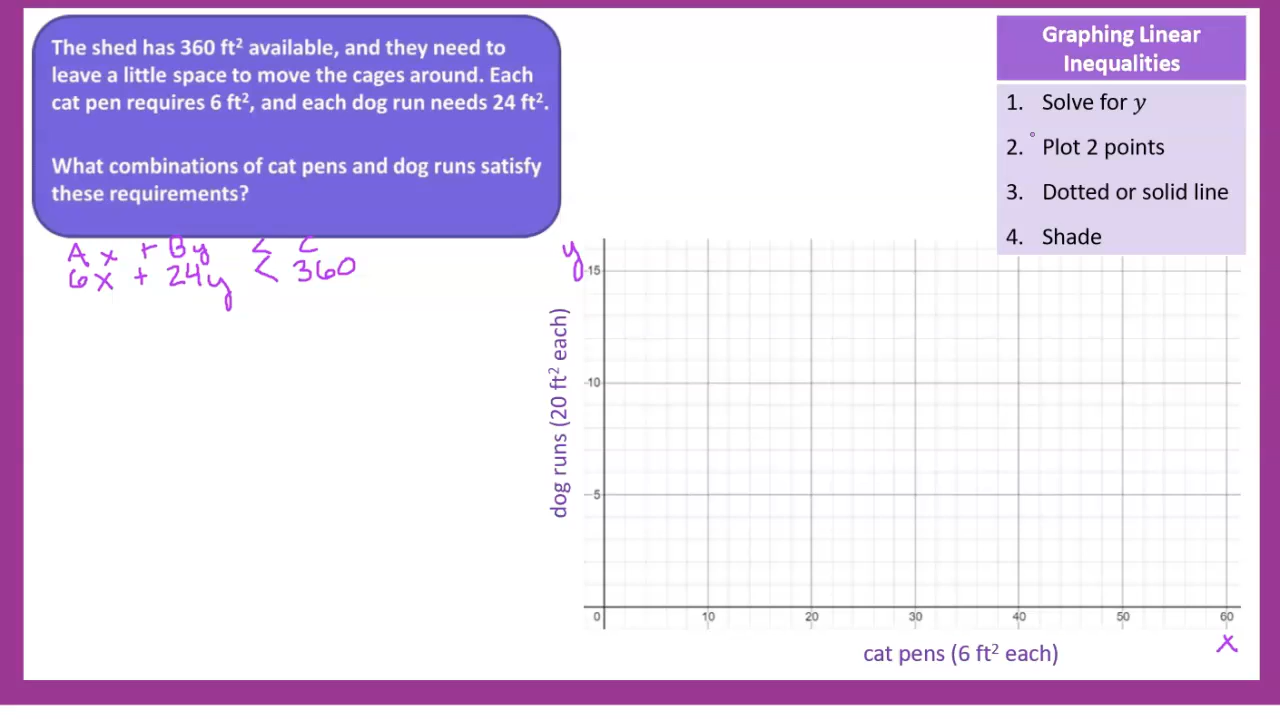 The shed has 360 ft² available, and they need to
leave a little space to move the cages around. Each
cat pen requires 6 ft², and each dog run needs 24 ft².
What combinations of cat pens and dog runs satisfy
these requirements?
Graphing Linear
Inequalities
1. Solve for y
2. Plot 2 points
3. Dotted or solid line
4. Shade
Ax + By < C
6x + 24y < 360
y
15
10
5
0
10
20
30
40
50
60
dog runs (20 ft² each)
cat pens (6 ft² each)
x